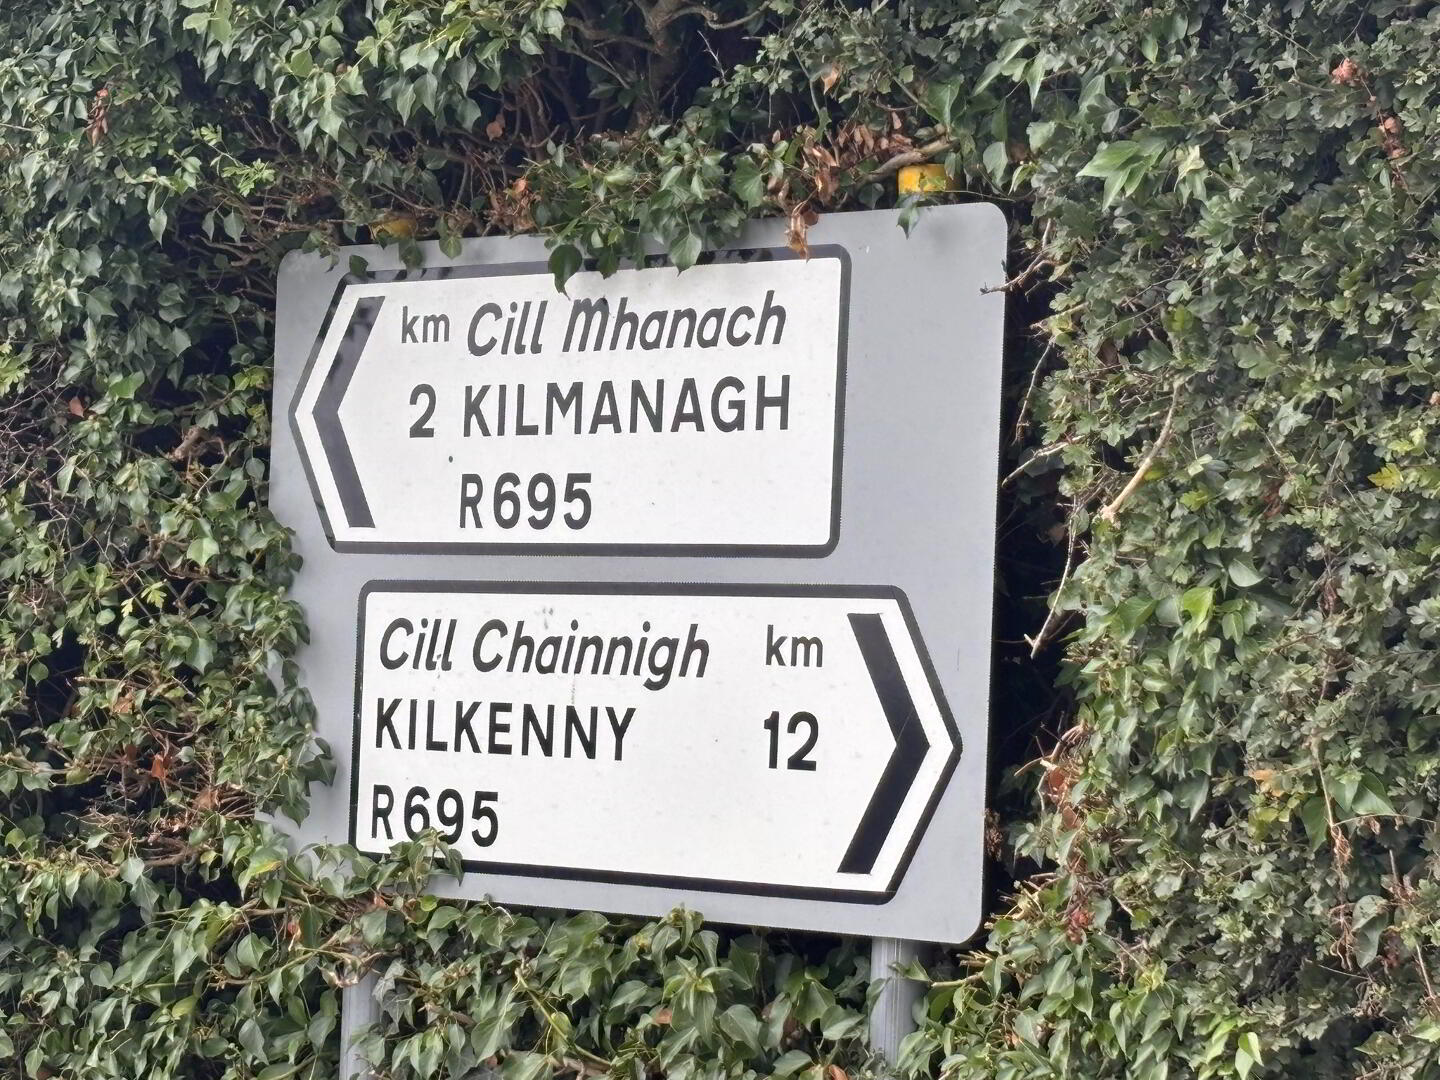 km Cill Mhanach
2 KILMANAGH
R695
Cill Chainnigh km
KILKENNY 12
R695